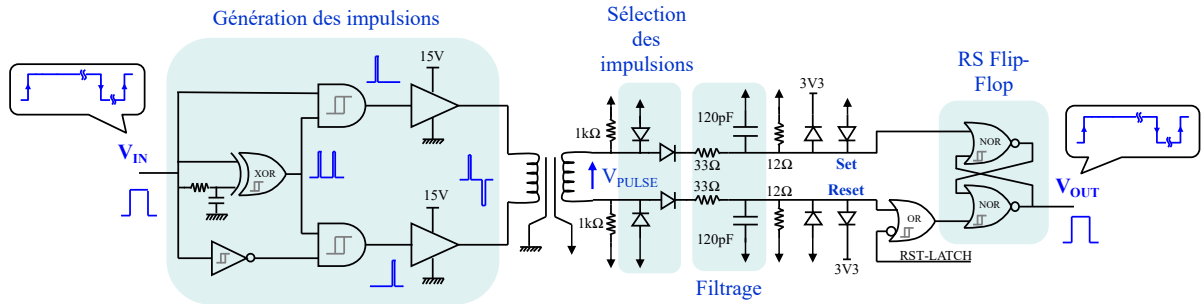 Génération des impulsions
Sélection
des
impulsions
RS Flip-
Flop
15V
3V3
120pF
1kΩ
V_IN
XOR
V_PULSE
33Ω
12Ω
Set
NOR
33Ω
12Ω
Reset
V_OUT
NOR
15V
1kΩ
120pF
OR
RST-LATCH
3V3
Filtrage